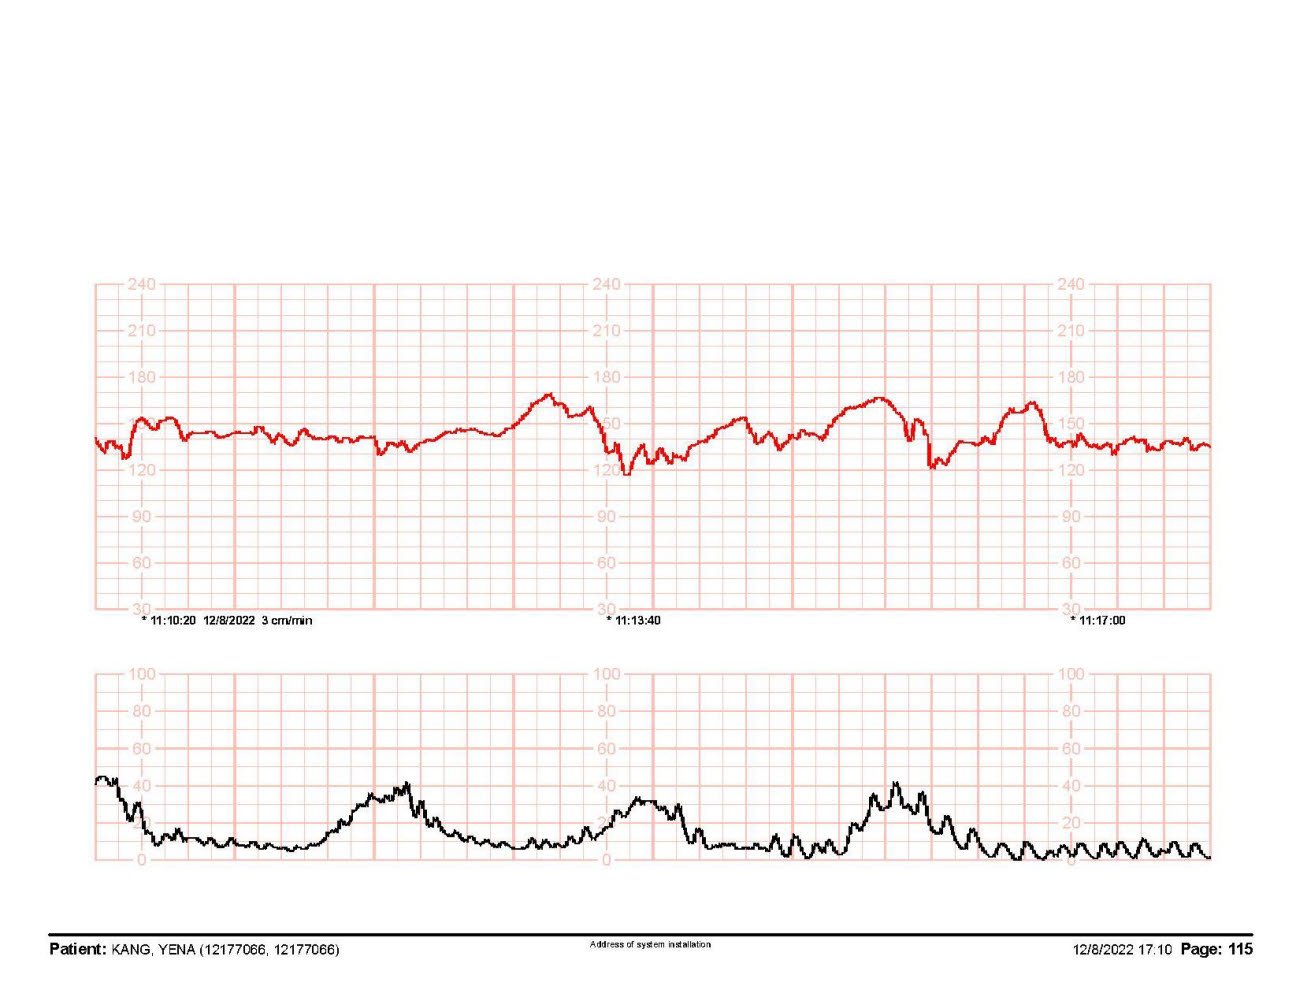 240 240 240
210 210 210
180 180 180
150 150 150
120 120 120
90 90 90
60 60 60
30 30 30
* 11:10:20 12/8/2022 3 cm/min * 11:13:40 * 11:17:00
100 100 100
80 80 80
60 60 60
40 40 40
20 20 20
0 0 0
Patient: KANG, YENA (12177066, 12177066) Address of system installation 12/8/2022 17:10 Page: 115